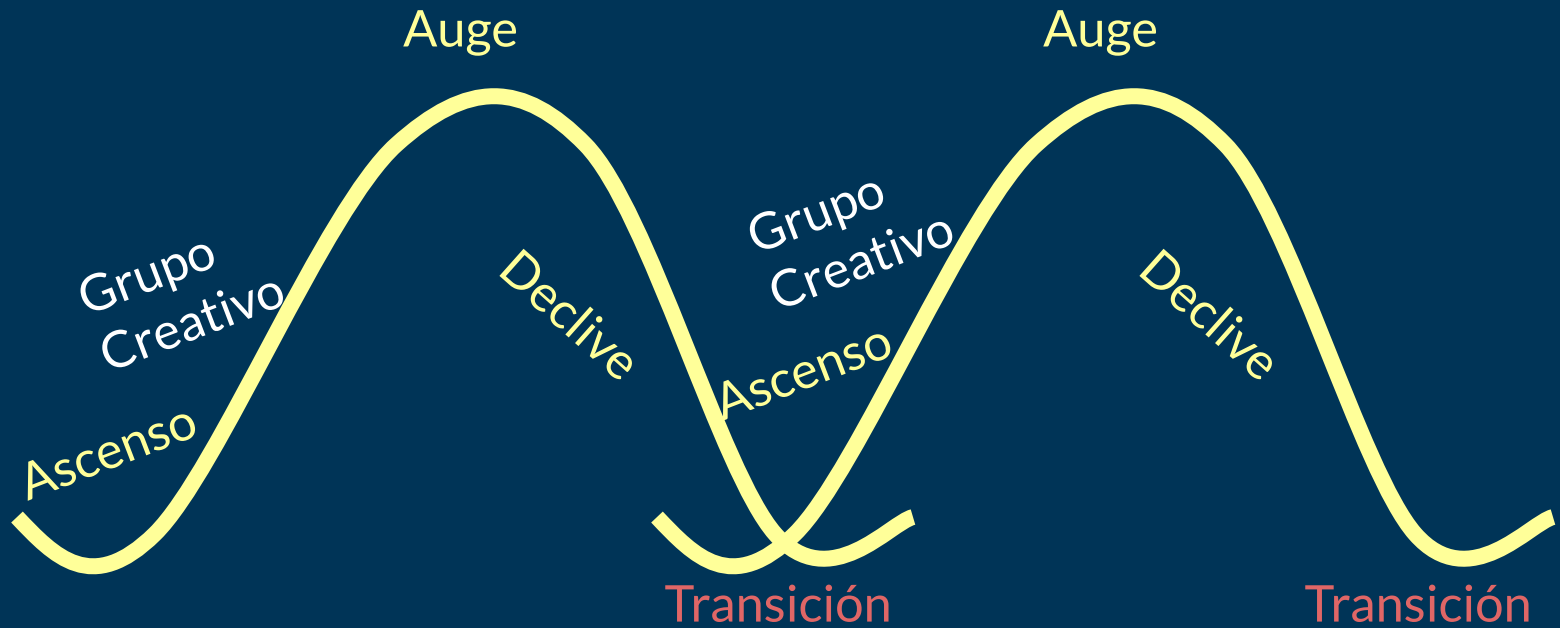 Auge
Grupo
Creativo
Ascenso
Declive
Auge
Grupo
Creativo
Ascenso
Declive
Transición
Transición